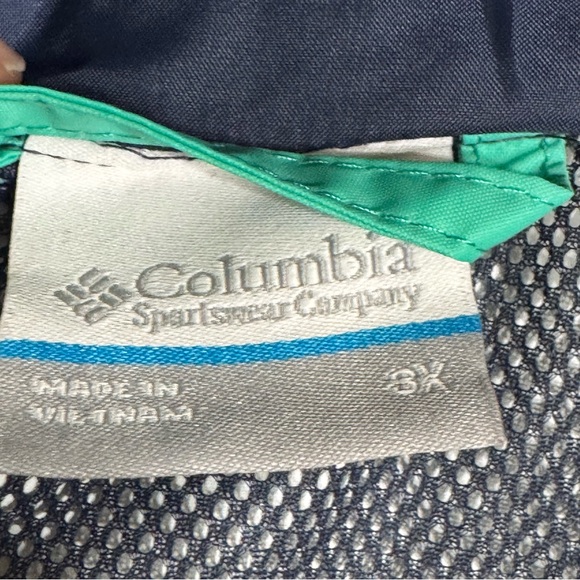 Columbia
Sportswear Company
MADE IN
VIETNAM
3X